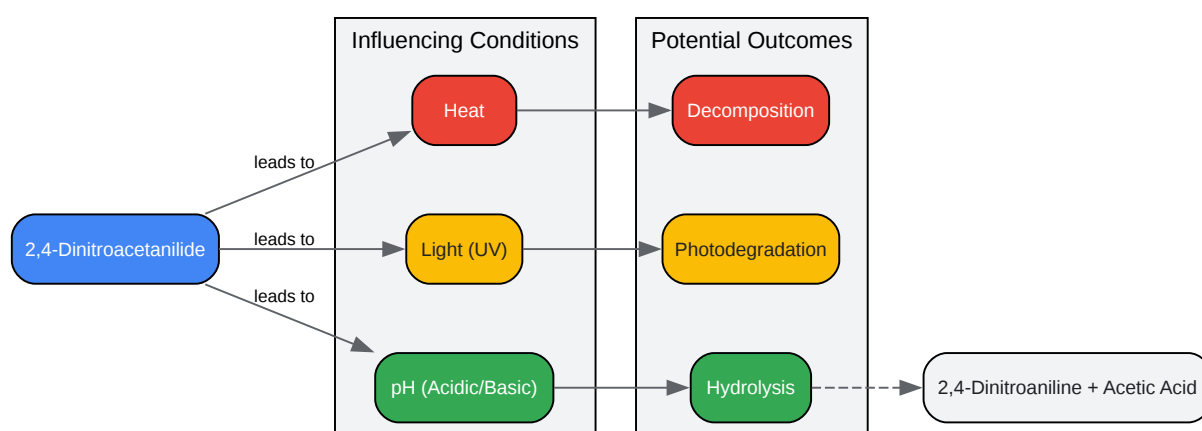 Influencing Conditions
Potential Outcomes
Heat
Decomposition
leads to
2,4-Dinitroacetanilide
leads to
Light (UV)
Photodegradation
leads to
pH (Acidic/Basic)
Hydrolysis
2,4-Dinitroaniline + Acetic Acid